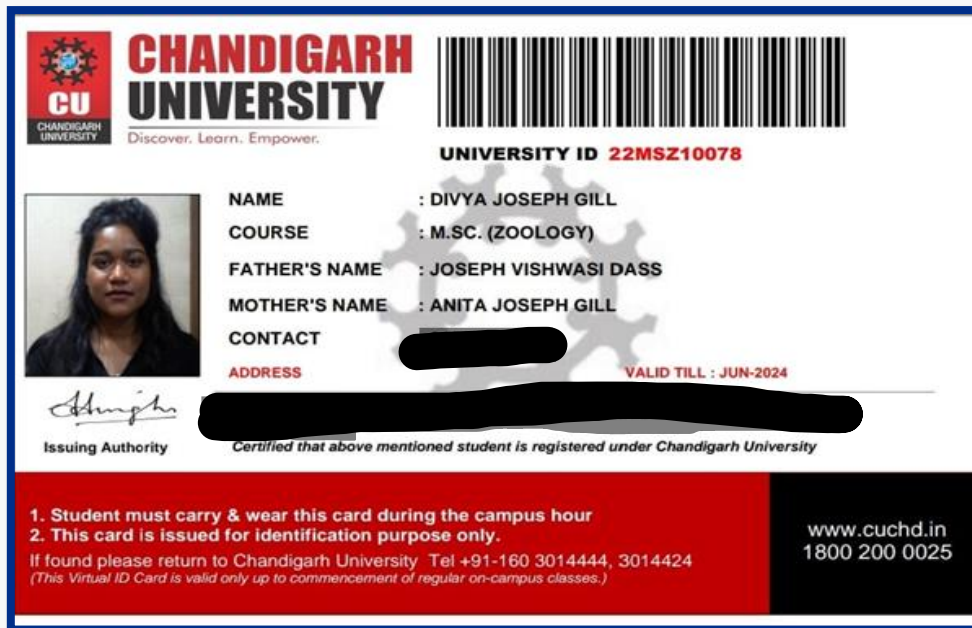 CU
CHANDIGARH
UNIVERSITY
CHANDIGARH
UNIVERSITY
Discover. Learn. Empower.
UNIVERSITY ID 22MSZ10078
NAME : DIVYA JOSEPH GILL
COURSE : M.SC. (ZOOLOGY)
FATHER'S NAME : JOSEPH VISHWASI DASS
MOTHER'S NAME : ANITA JOSEPH GILL
CONTACT
ADDRESS VALID TILL : JUN-2024
Issuing Authority
Certified that above mentioned student is registered under Chandigarh University
1. Student must carry & wear this card during the campus hour
2. This card is issued for identification purpose only.
If found please return to Chandigarh University Tel +91-160 3014444, 3014424
(This Virtual ID Card is valid only up to commencement of regular on-campus classes.)
www.cuchd.in
1800 200 0025